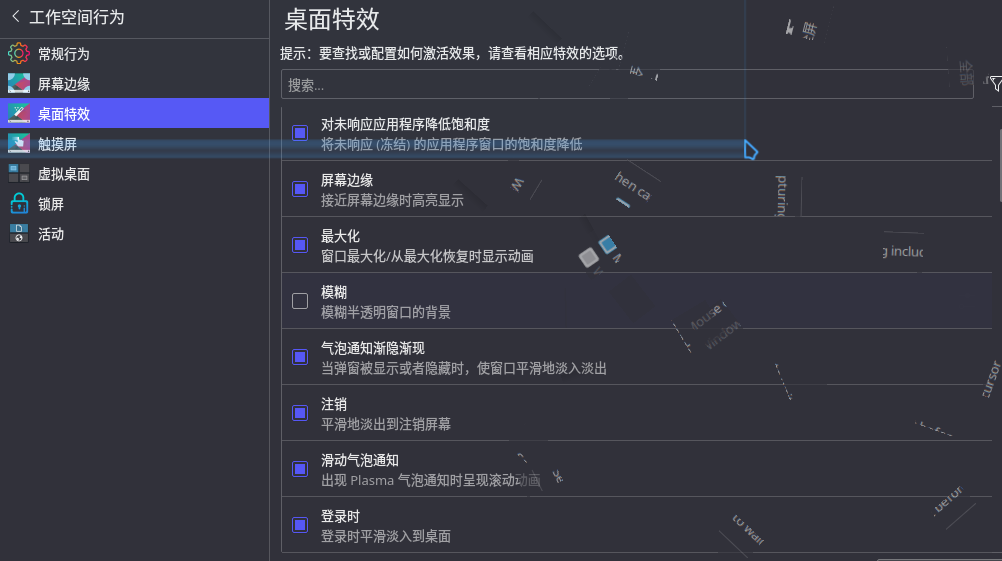 工作空间行为
桌面特效
常规行为
屏幕边缘
桌面特效
触摸屏
虚拟桌面
锁屏
活动
提示：要查找或配置如何激活效果，请查看相应特效的选项。
搜索...
对未响应应用程序降低饱和度
将未响应 (冻结) 的应用程序窗口的饱和度降低
屏幕边缘
接近屏幕边缘时高亮显示
最大化
窗口最大化/从最大化恢复时显示动画
模糊
模糊半透明窗口的背景
气泡通知渐隐渐现
当弹窗被显示或者隐藏时，使窗口平滑地淡入淡出
注销
平滑地淡出到注销屏幕
滑动气泡通知
出现 Plasma 气泡通知时呈现滚动动画
登录时
登录时平滑淡入到桌面
hen ca
pturin
g includ
ursor
to wait